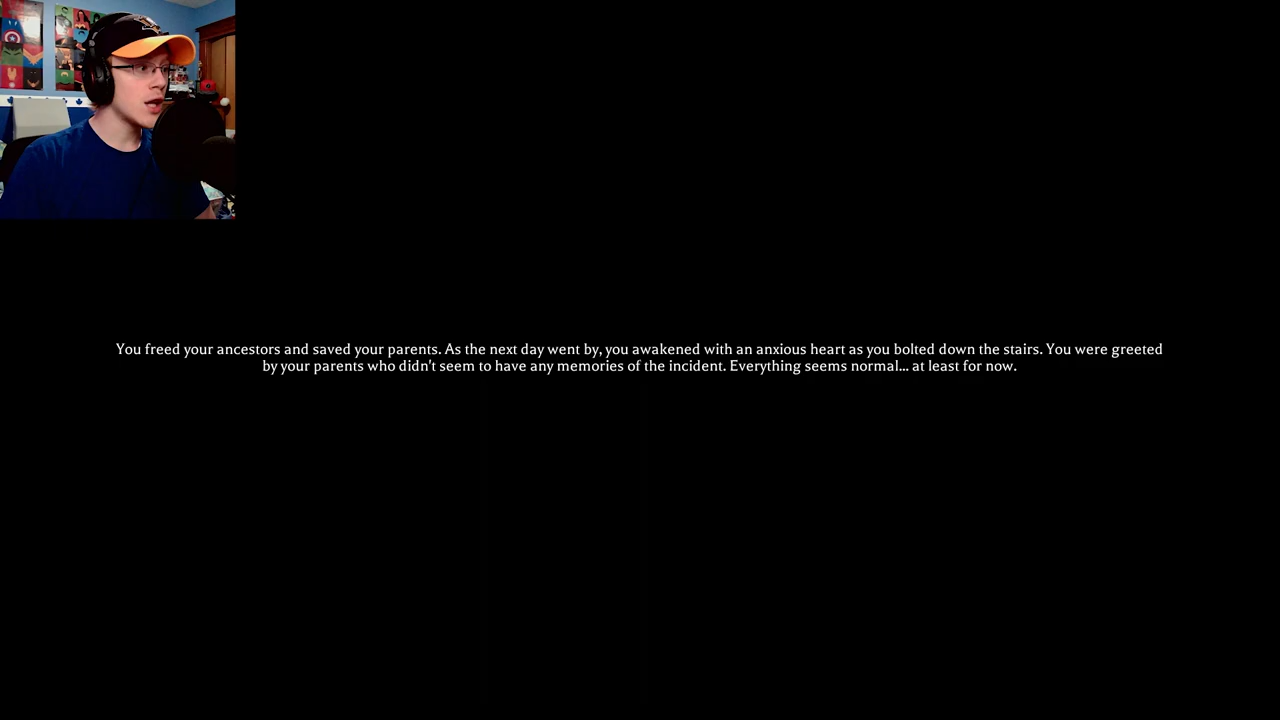 You freed your ancestors and saved your parents. As the next day went by, you awakened with an anxious heart as you bolted down the stairs. You were greeted
by your parents who didn't seem to have any memories of the incident. Everything seems normal... at least for now.